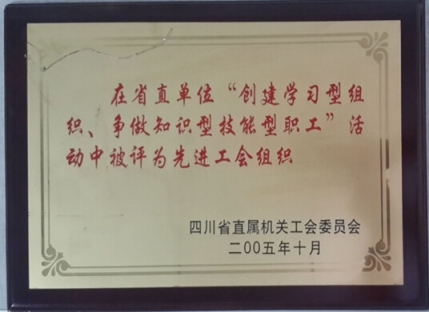 在省直单位“创建学习型组
织、争做知识型技能型职工”活
动中被评为先进工会组织
四川省直属机关工会委员会
二00五年十月